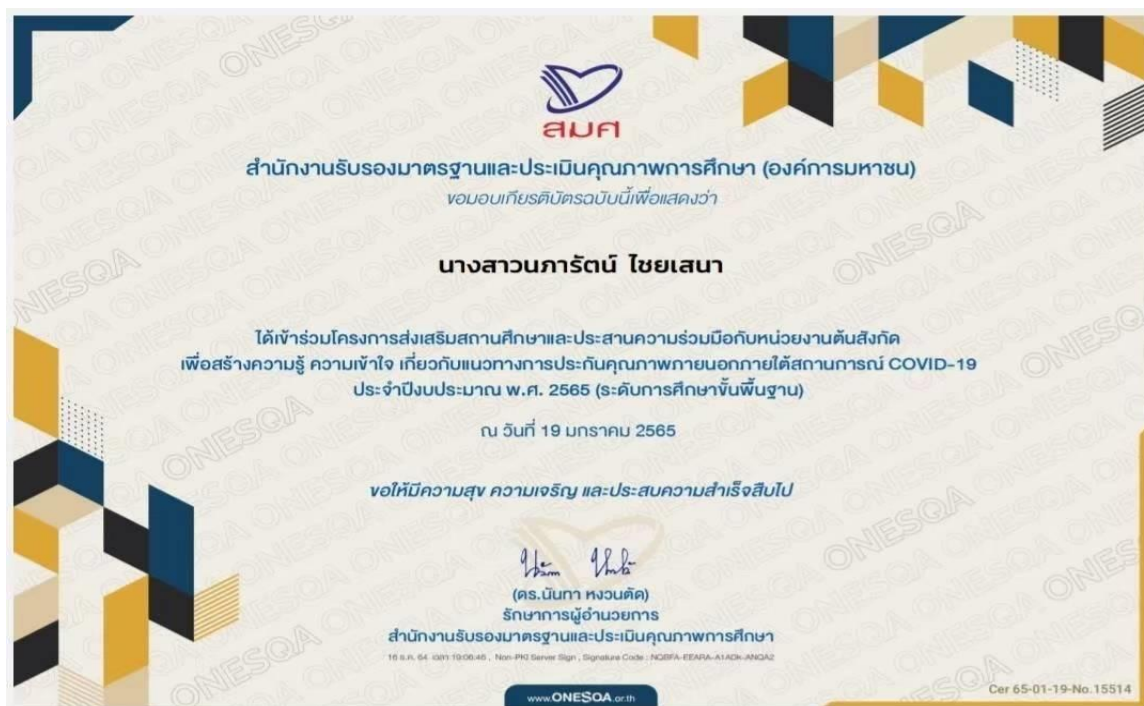 สมศ
สำนักงานรับรองมาตรฐานและประเมินคุณภาพการศึกษา (องค์การมหาชน)
ขอมอบเกียรติบัตรฉบับนี้เพื่อแสดงว่า
นางสาวนภารัตน์ ไชยเสนา
ได้เข้าร่วมโครงการส่งเสริมสถานศึกษาและประสานความร่วมมือกับหน่วยงานต้นสังกัด
เพื่อสร้างความรู้ ความเข้าใจ เกี่ยวกับแนวทางการประกันคุณภาพภายนอกภายใต้สถานการณ์ COVID-19
ประจำปีงบประมาณ พ.ศ. 2565 (ระดับการศึกษาขั้นพื้นฐาน)
ณ วันที่ 19 มกราคม 2565
ขอให้มีความสุข ความเจริญ และประสบความสำเร็จสืบไป
(ดร.นันทา หงวนตัด)
รักษาการผู้อำนวยการ
สำนักงานรับรองมาตรฐานและประเมินคุณภาพการศึกษา
16 ธ.ค. 64 เวลา 19:06:46 , Non-PKI Server Sign , Signature Code :
www.ONESQA.or.th
Cer 65-01-19-No.15514